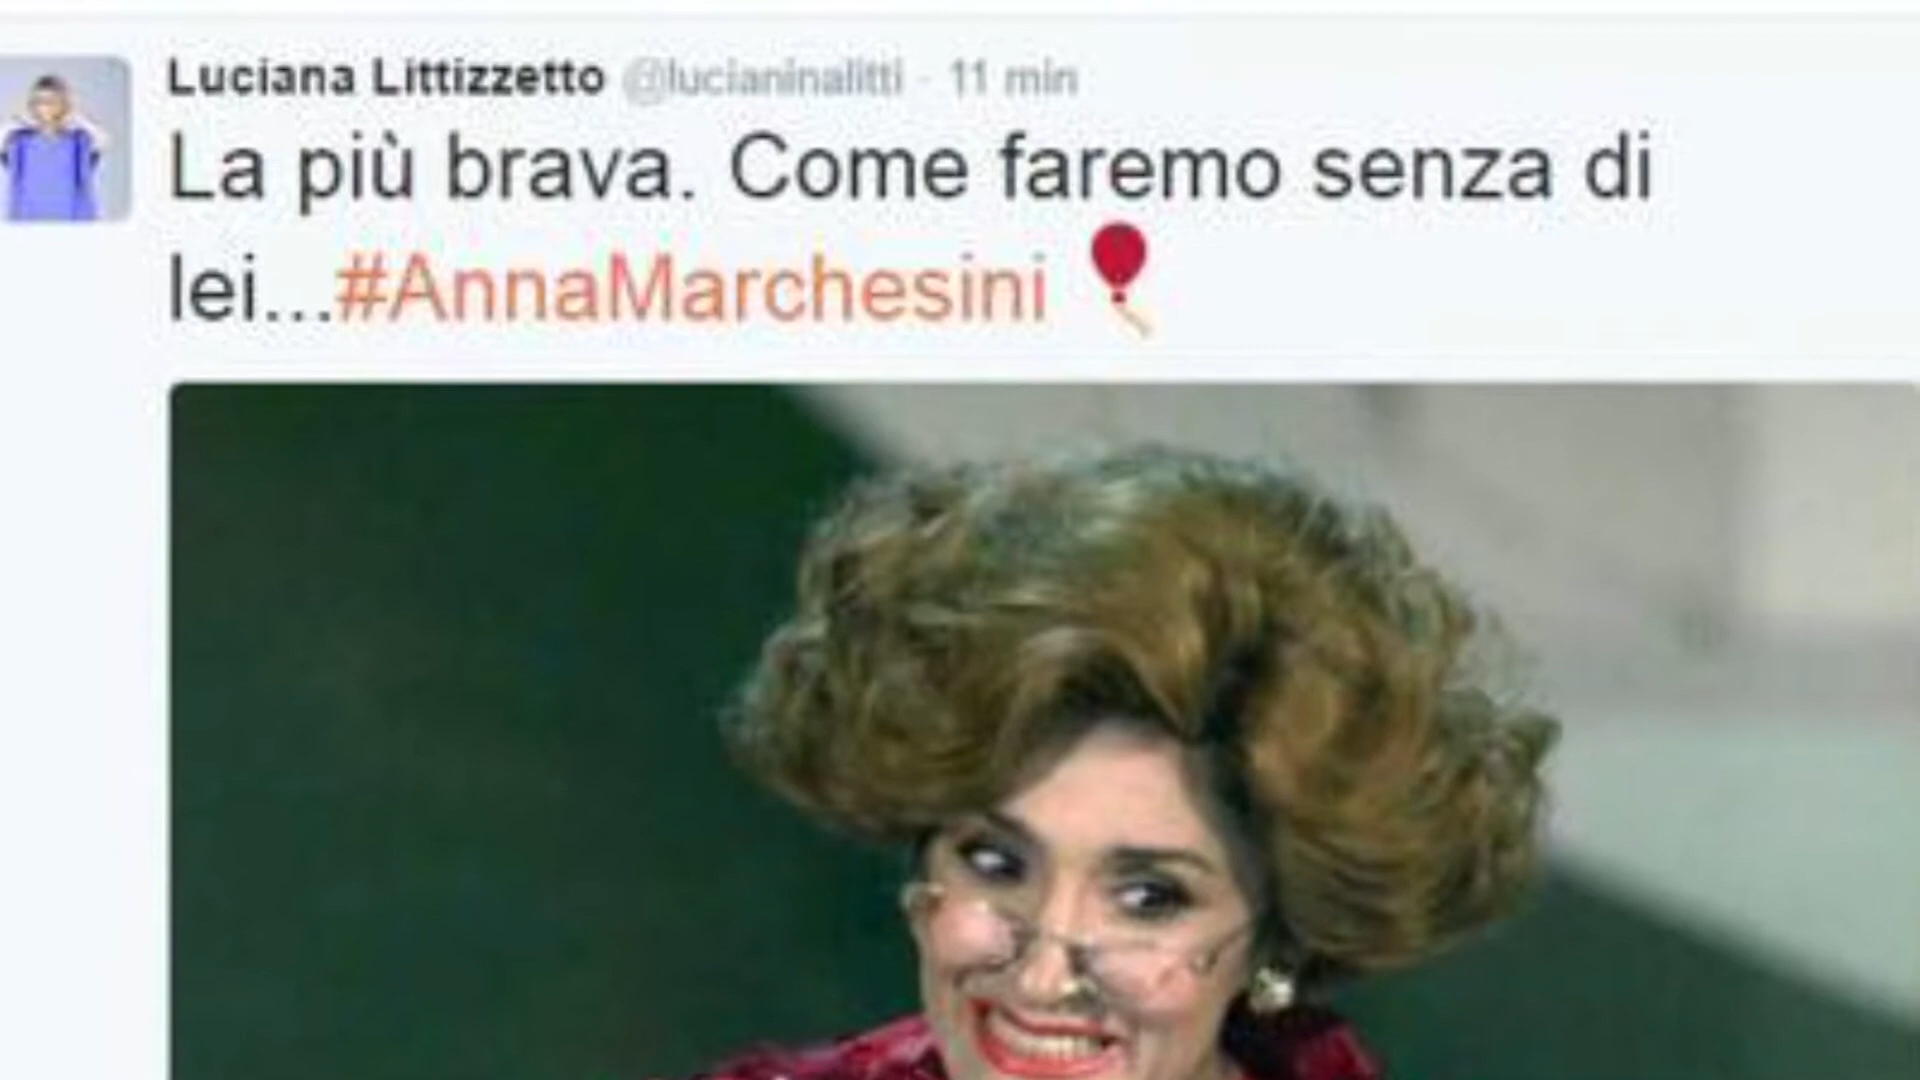 Luciana Littizzetto @lucianinalitti · 11 min
La più brava. Come faremo senza di
lei...#AnnaMarchesini